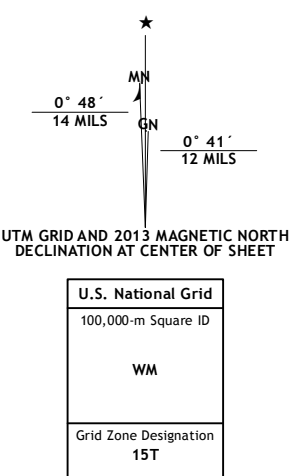 ★
MN
0° 48´
14 MILS
GN
0° 41´
12 MILS
UTM GRID AND 2013 MAGNETIC NORTH
DECLINATION AT CENTER OF SHEET
U.S. National Grid
100,000-m Square ID
WM
Grid Zone Designation
15T